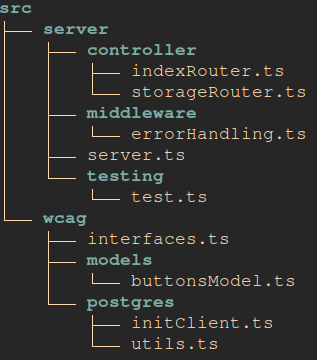 src
server
controller
indexRouter.ts
storageRouter.ts
middleware
errorHandling.ts
server.ts
testing
test.ts
wcag
interfaces.ts
models
buttonsModel.ts
postgres
initClient.ts
utils.ts